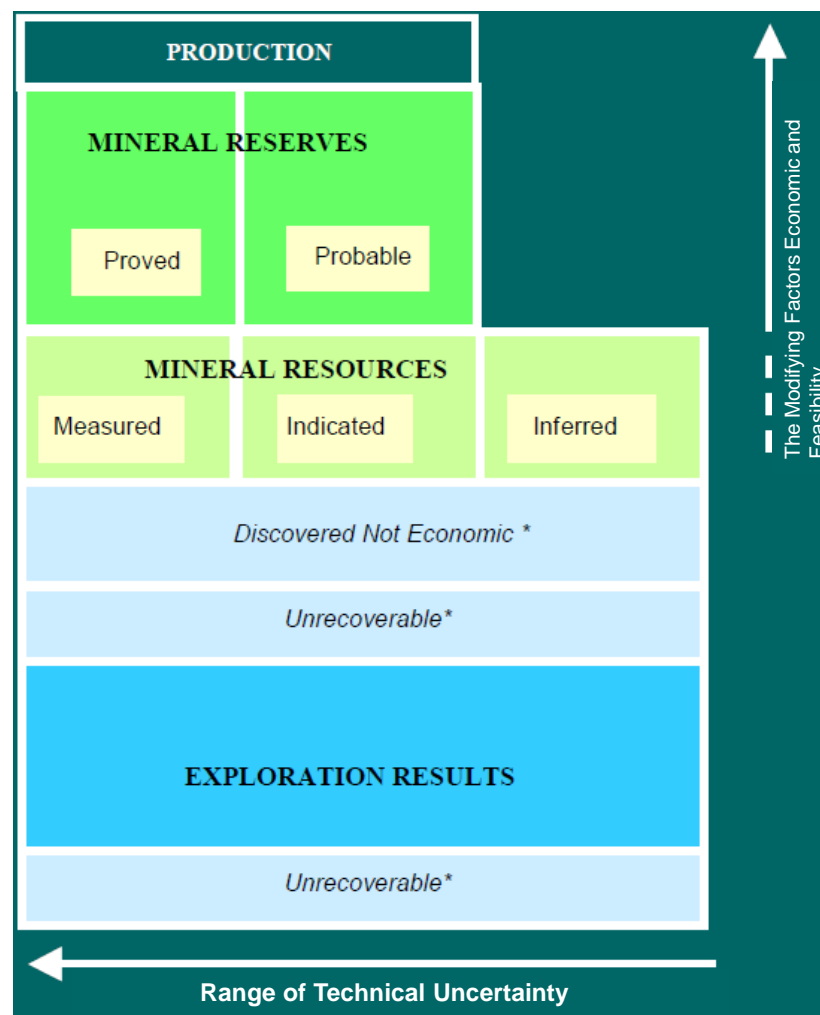 PRODUCTION
MINERAL RESERVES
Proved
Probable
MINERAL RESOURCES
Measured
Indicated
Inferred
Discovered Not Economic *
Unrecoverable*
EXPLORATION RESULTS
Unrecoverable*
Range of Technical Uncertainty
The Modifying Factors Economic and
Feasibility